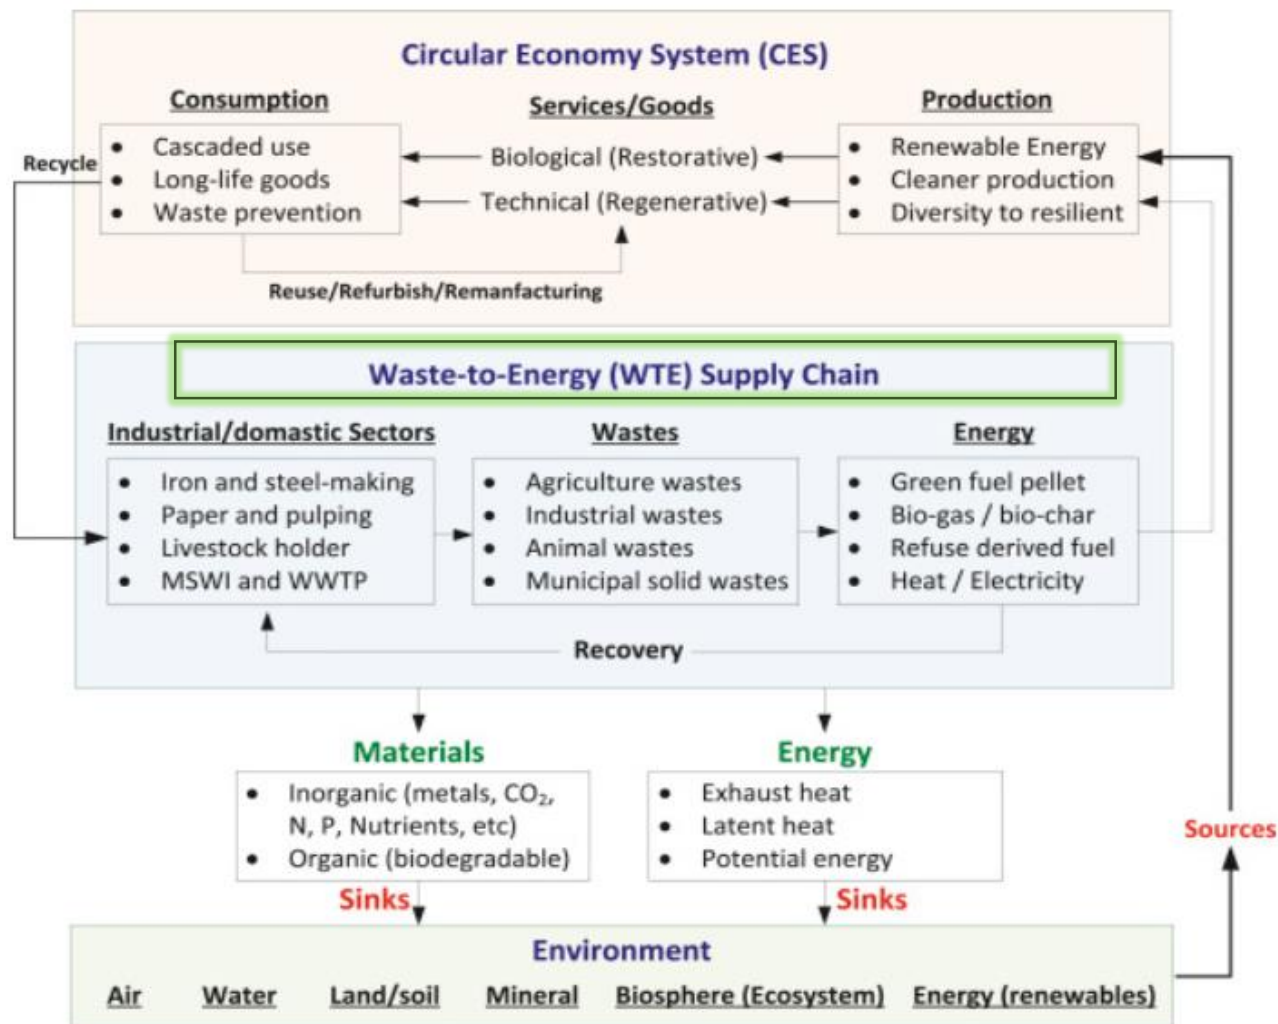 Circular Economy System (CES)
Consumption
Services/Goods
Production
Recycle
• Cascaded use
• Long-life goods
• Waste prevention
Biological (Restorative)
Technical (Regenerative)
• Renewable Energy
• Cleaner production
• Diversity to resilient
Reuse/Refurbish/Remanfacturing
Waste-to-Energy (WTE) Supply Chain
Industrial/domastic Sectors
Wastes
Energy
• Iron and steel-making
• Paper and pulping
• Livestock holder
• MSWI and WWTP
• Agriculture wastes
• Industrial wastes
• Animal wastes
• Municipal solid wastes
• Green fuel pellet
• Bio-gas / bio-char
• Refuse derived fuel
• Heat / Electricity
Recovery
Materials
• Inorganic (metals, CO₂,
N, P, Nutrients, etc)
• Organic (biodegradable)
Energy
• Exhaust heat
• Latent heat
• Potential energy
Sources
Sinks
Sinks
Environment
Air
Water
Land/soil
Mineral
Biosphere (Ecosystem)
Energy (renewables)